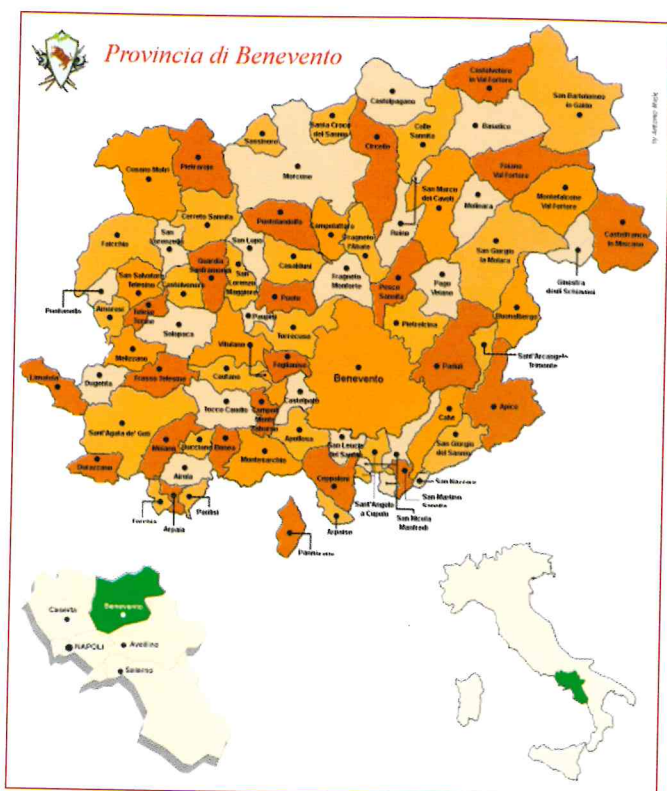 Provincia di Benevento
by Antonio Mele
Castelvetere
in Val Fortore
San Bartolomeo
in Galdo
Castelpagano
Santa Croce
del Sannio
Colle
Sannita
Baselice
Sassinoro
Circello
Cusano Mutri
Pietraroja
Morcone
Foiano
Val Fortore
San Marco
dei Cavoti
Molinara
Montefalcone
Val Fortore
Castelfranco
in Miscano
Cerreto Sannita
Pontelandolfo
Campolattaro
Fragneto
l'Abate
Reino
Faicchio
San
Lorenzello
San Lupo
San Giorgio
la Molara
Ginestra
degli Schiavoni
Guardia
Sanframondi
San
Lorenzo
Maggiore
Casalduni
Fragneto
Monforte
Pesco
Sannita
Pago
Veiano
San Salvatore
Telesino
Castelvenere
Ponte
Puglianello
Amorosi
Telese
Terme
Solopaca
Paupisi
Torrecuso
Pietrelcina
Buonalbergo
Melizzano
Vitulano
Foglianise
Benevento
Paduli
Sant'Arcangelo
Trimonte
Limatola
Dugenta
Frasso Telesino
Cautano
Castelpoto
Tocco Caudio
Campoli
Monte
Taburno
Apice
Calvi
Sant'Agata de' Goti
Moiano
Bucciano
Bonea
Apollosa
San Leucio
del Sannio
San Giorgio
del Sannio
Durazzano
Airola
Montesarchio
Ceppaloni
San Nazzaro
San Martino
Sannita
Sant'Angelo
a Cupolo
San Nicola
Manfredi
Forchia
Arpaia
Paolisi
Pannarano
Arpaise
Caserta
Benevento
NAPOLI
Avellino
Salerno